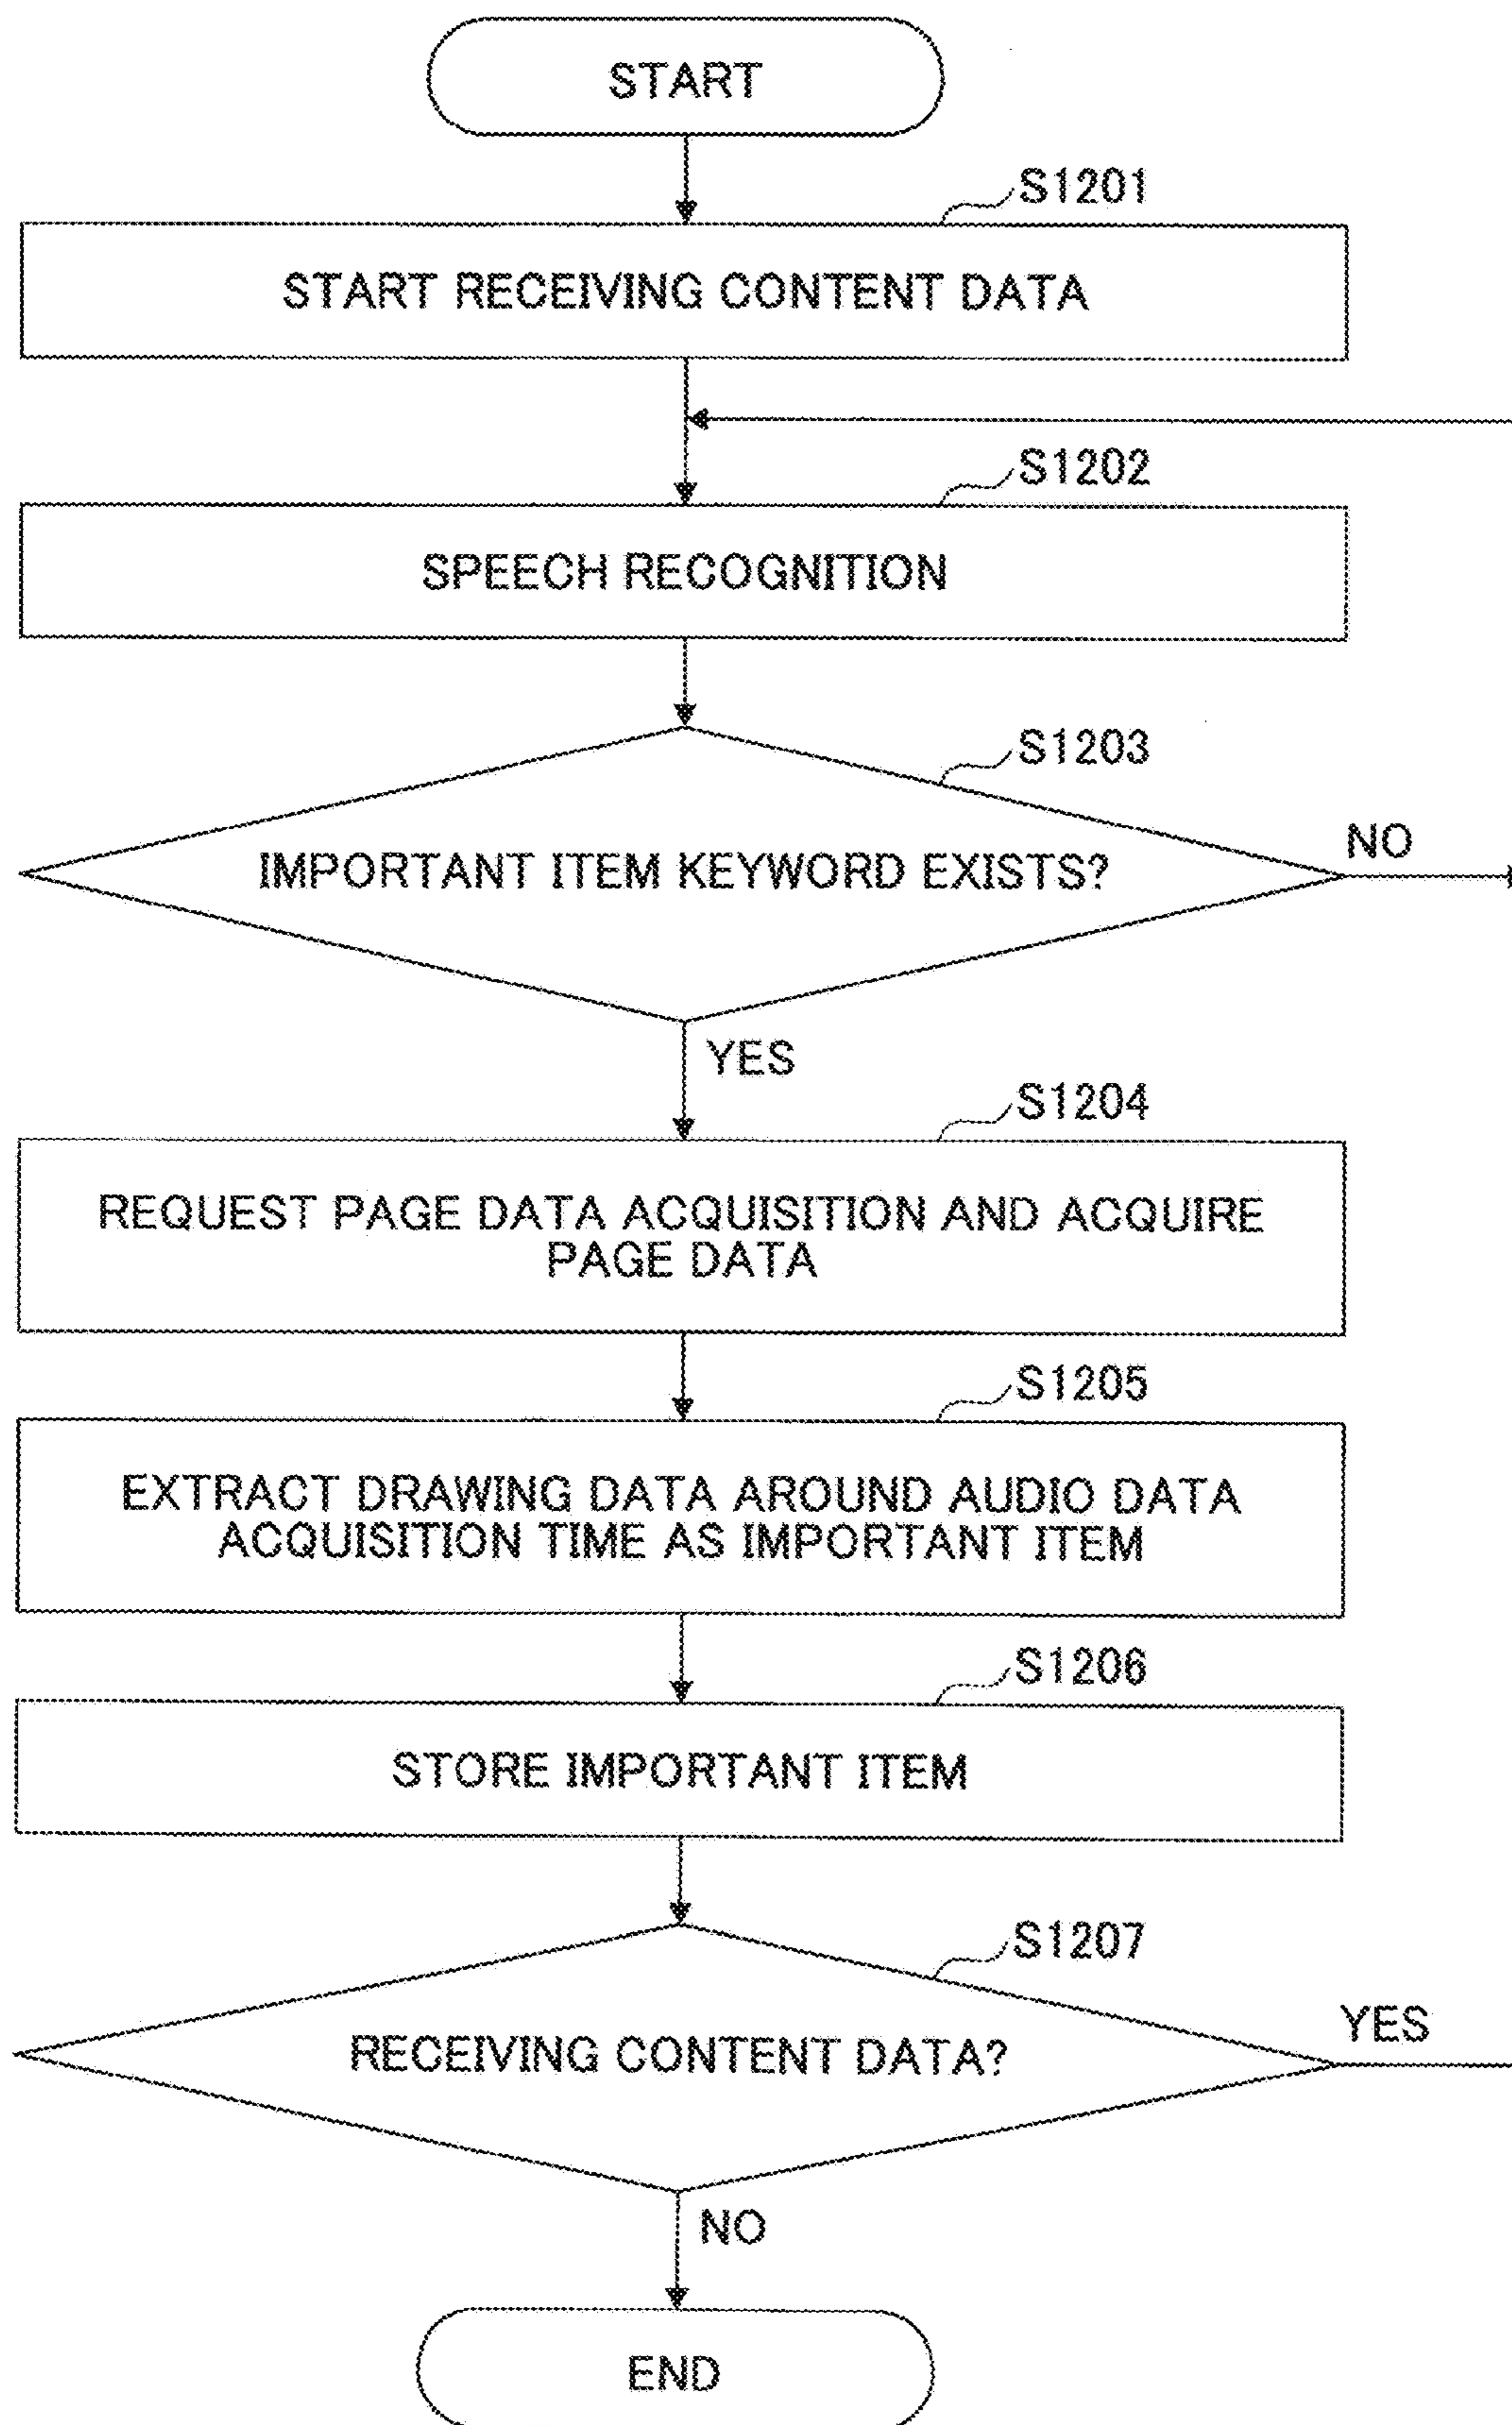 START
S1201
START RECEIVING CONTENT DATA
S1202
SPEECH RECOGNITION
S1203
IMPORTANT ITEM KEYWORD EXISTS?
NO
YES
S1204
REQUEST PAGE DATA ACQUISITION AND ACQUIRE
PAGE DATA
S1205
EXTRACT DRAWING DATA AROUND AUDIO DATA
ACQUISITION TIME AS IMPORTANT ITEM
S1206
STORE IMPORTANT ITEM
S1207
RECEIVING CONTENT DATA?
YES
NO
END